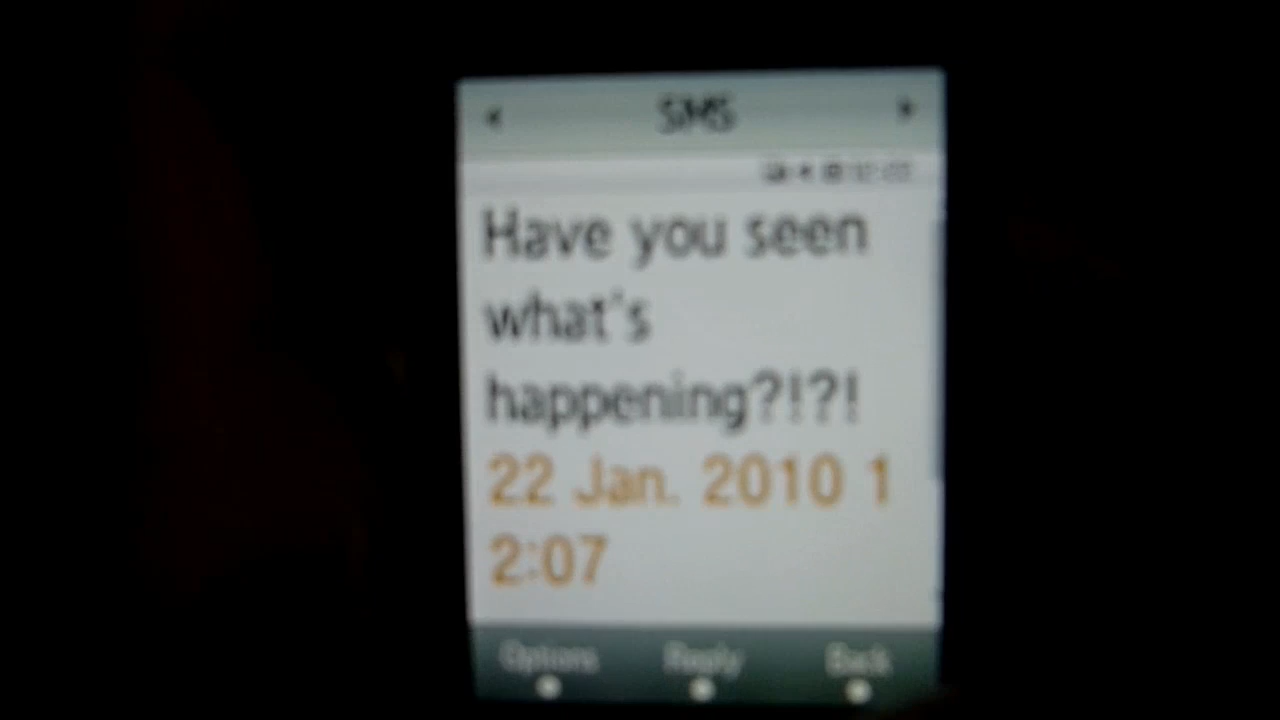 SMS
Have you seen
what's
happening?!?!
22 Jan. 2010 1
2:07
Options Reply Back